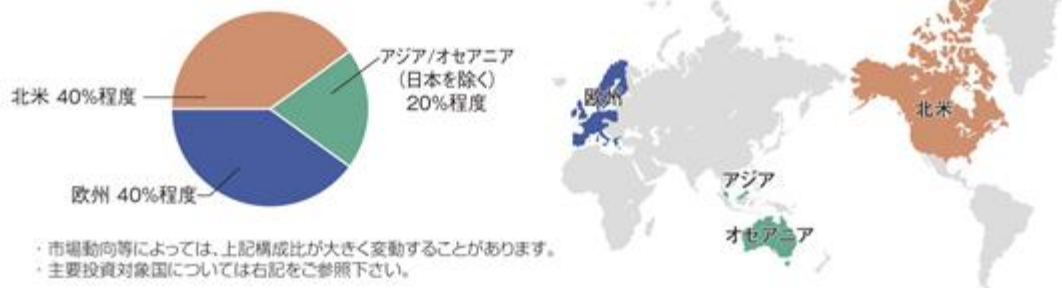 北米 40%程度
アジア/オセアニア
(日本を除く)
20%程度
欧州 40%程度
・市場動向等によっては、上記構成比が大きく変動することがあります。
・主要投資対象国については右記をご参照下さい。
欧州
北米
アジア
オセアニア